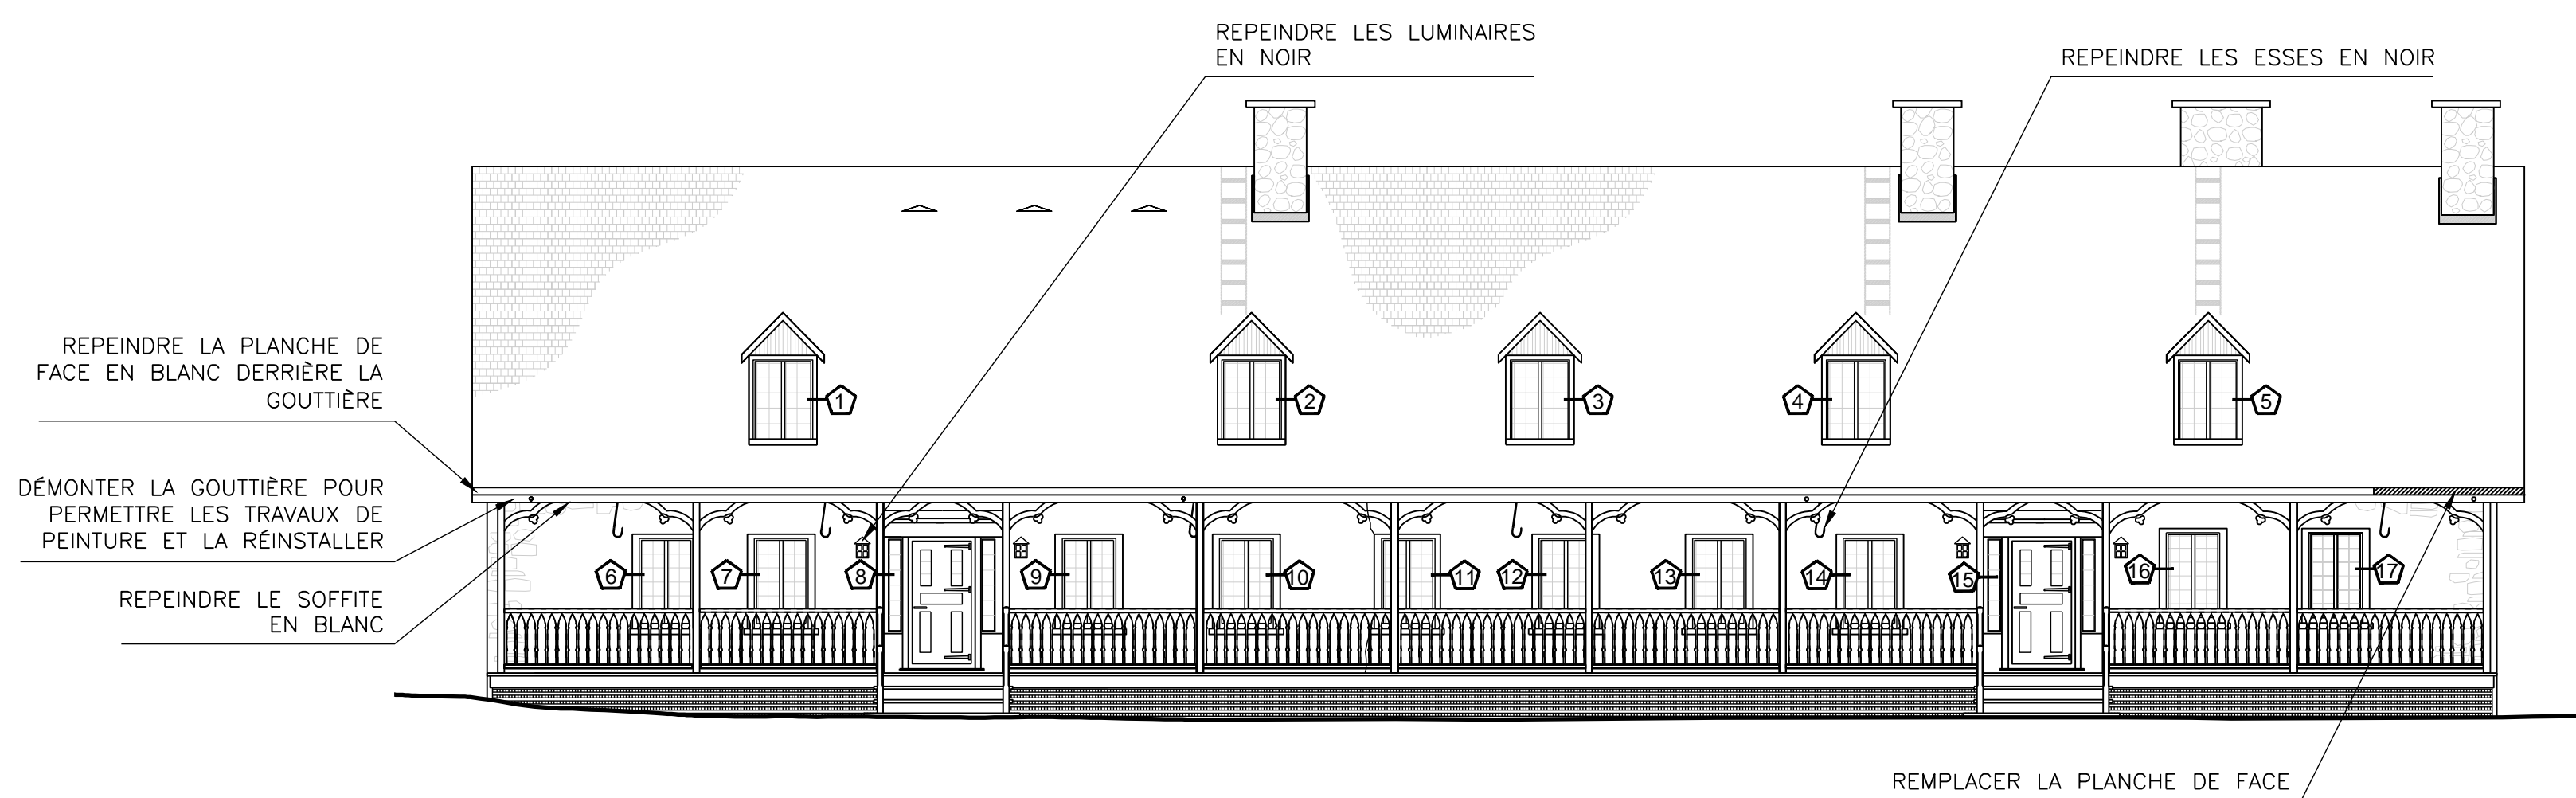 REPEINDRE LES LUMINAIRES
EN NOIR
REPEINDRE LES ESSES EN NOIR
REPEINDRE LA PLANCHE DE
FACE EN BLANC DERRIÈRE LA
GOUTTIÈRE
1
2
3
4
5
DÉMONTER LA GOUTTIÈRE POUR
PERMETTRE LES TRAVAUX DE
PEINTURE ET LA RÉINSTALLER
REPEINDRE LE SOFFITE
EN BLANC
6
7
8
9
10
11
12
13
14
15
16
17
REMPLACER LA PLANCHE DE FACE